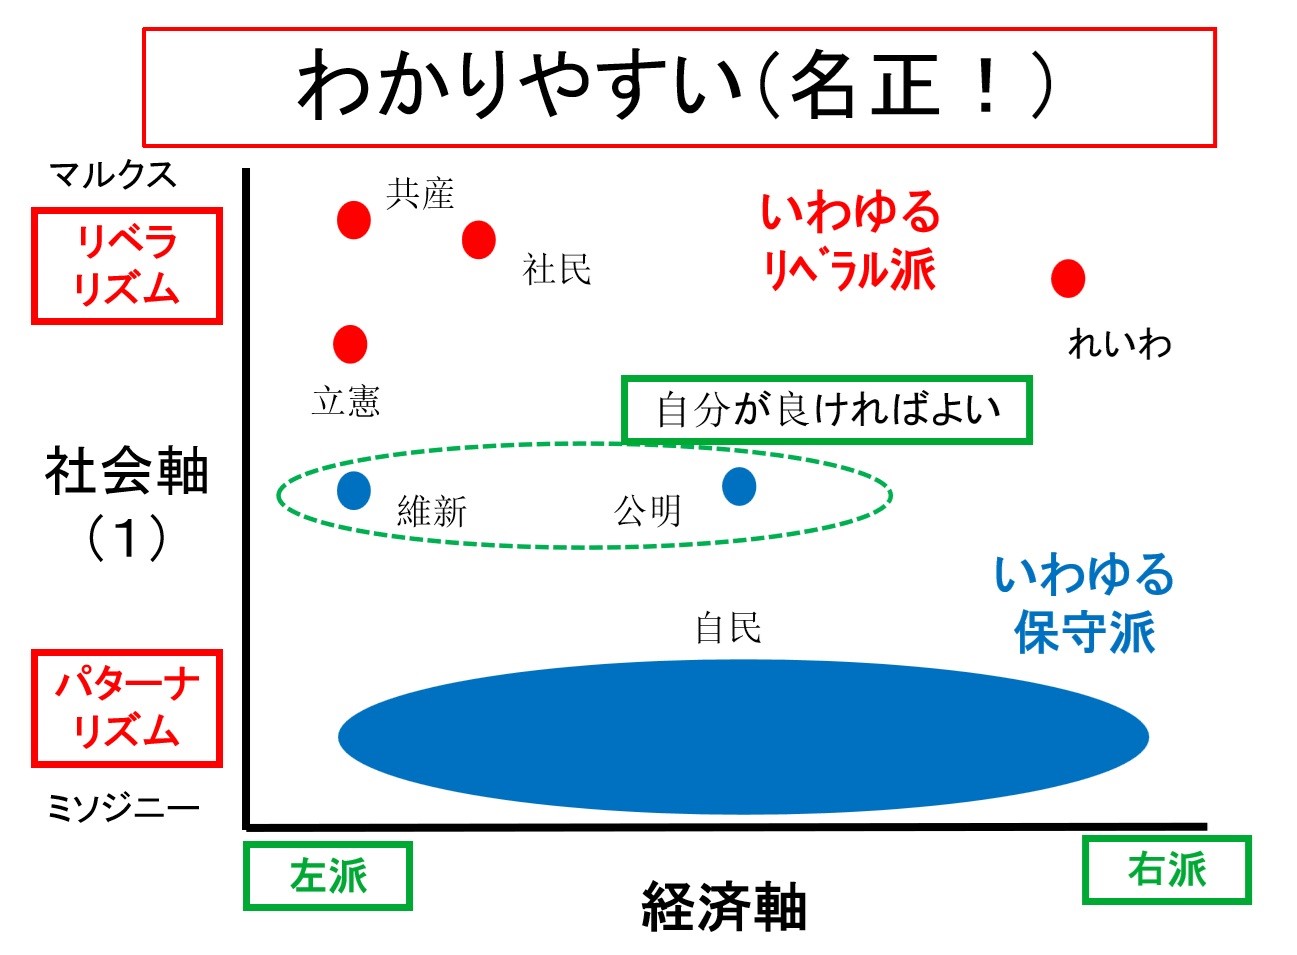 わかりやすい（名正！）
マルクス
リベラ
リズム
共産
社民
いわゆる
ﾘﾍﾞﾗﾙ派
れいわ
立憲
自分が良ければよい
社会軸
（１）
維新
公明
いわゆる
保守派
自民
パターナ
リズム
ミソジニー
左派
経済軸
右派